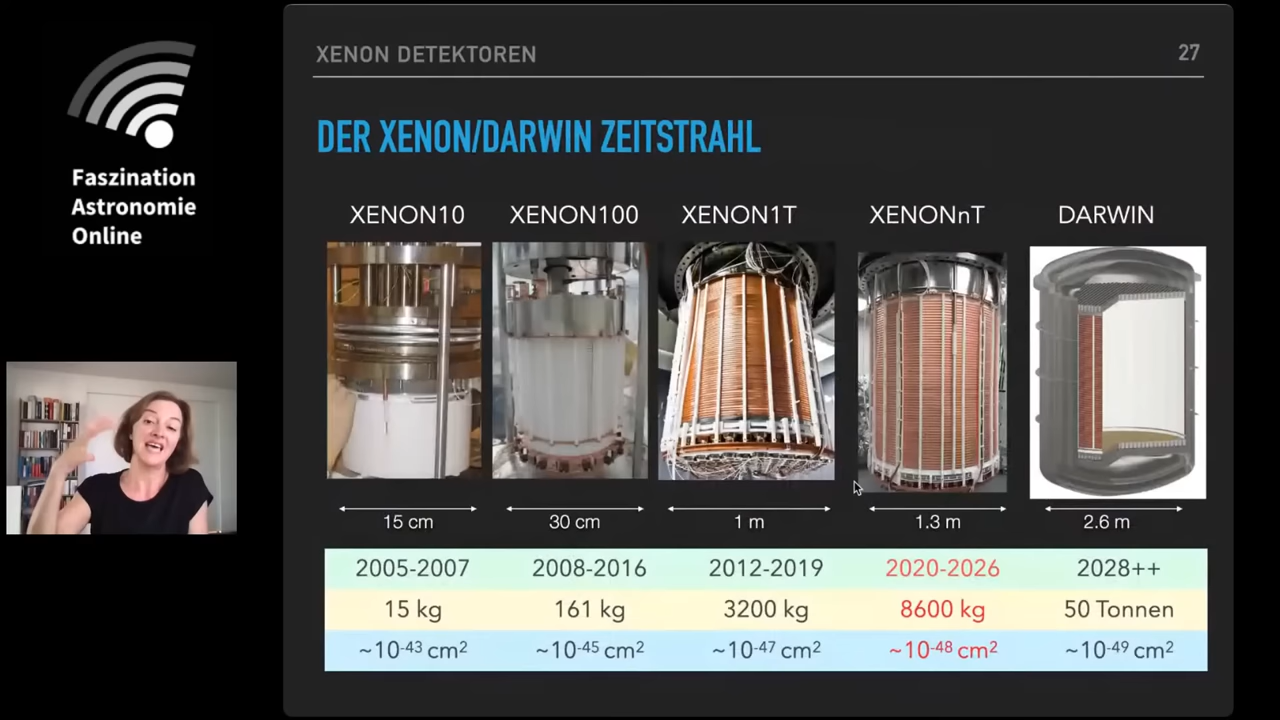 Faszination
Astronomie
Online
XENON DETEKTOREN 27
DER XENON/DARWIN ZEITSTRAHL
XENON10 XENON100 XENON1T XENONnT DARWIN
15 cm 30 cm 1 m 1.3 m 2.6 m
2005-2007 2008-2016 2012-2019 2020-2026 2028++
15 kg 161 kg 3200 kg 8600 kg 50 Tonnen
~10⁻⁴³ cm² ~10⁻⁴⁵ cm² ~10⁻⁴⁷ cm² ~10⁻⁴⁸ cm² ~10⁻⁴⁹ cm²